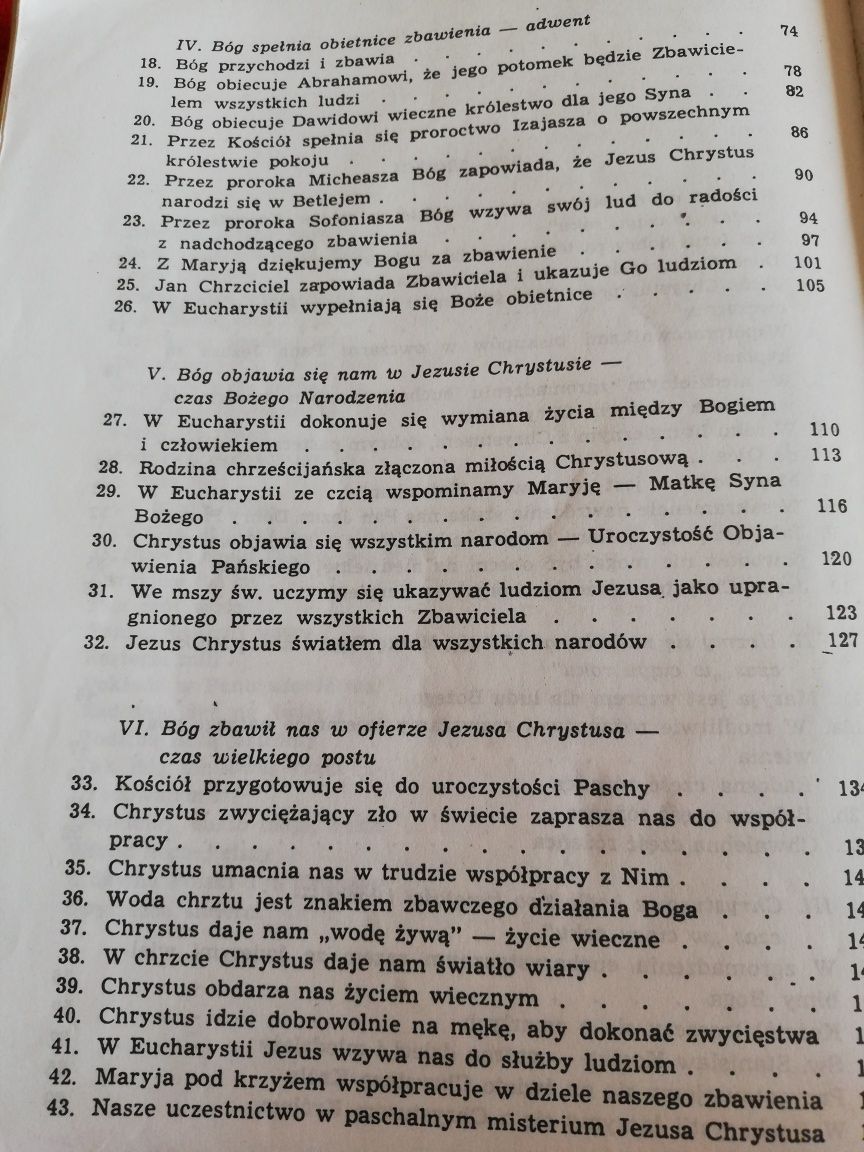 IV. Bóg spełnia obietnice zbawienia — adwent
18. Bóg przychodzi i zbawia . . . . . . . . . 74
19. Bóg obiecuje Abrahamowi, że jego potomek będzie Zbawicie-
lem wszystkich ludzi . . . . . . . . . . 78
20. Bóg obiecuje Dawidowi wieczne królestwo dla jego Syna . . 82
21. Przez Kościół spełnia się proroctwo Izajasza o powszechnym
królestwie pokoju . . . . . . . . . . . 86
22. Przez proroka Micheasza Bóg zapowiada, że Jezus Chrystus
narodzi się w Betlejem . . . . . . . . . . 90
23. Przez proroka Sofoniasza Bóg wzywa swój lud do radości
z nadchodzącego zbawienia . . . . . . . . 94
24. Z Maryją dziękujemy Bogu za zbawienie . . . . . 97
25. Jan Chrzciciel zapowiada Zbawiciela i ukazuje Go ludziom . 101
26. W Eucharystii wypełniają się Boże obietnice . . . . . 105
V. Bóg objawia się nam w Jezusie Chrystusie —
czas Bożego Narodzenia
27. W Eucharystii dokonuje się wymiana życia między Bogiem
i człowiekiem . . . . . . . . . . . . 110
28. Rodzina chrześcijańska złączona miłością Chrystusową . . . 113
29. W Eucharystii ze czcią wspominamy Maryję — Matkę Syna
Bożego . . . . . . . . . . . . . 116
30. Chrystus objawia się wszystkim narodom — Uroczystość Obja-
wienia Pańskiego . . . . . . . . . . . 120
31. We mszy św. uczymy się ukazywać ludziom Jezusa jako upra-
gnionego przez wszystkich Zbawiciela . . . . . . 123
32. Jezus Chrystus światłem dla wszystkich narodów . . . . 127
VI. Bóg zbawił nas w ofierze Jezusa Chrystusa —
czas wielkiego postu
33. Kościół przygotowuje się do uroczystości Paschy . . . . 134
34. Chrystus zwyciężający zło w świecie zaprasza nas do współ-
pracy . . . . . . . . . . . . . . 13
35. Chrystus umacnia nas w trudzie współpracy z Nim . . . . 14
36. Woda chrztu jest znakiem zbawczego działania Boga . . . 14
37. Chrystus daje nam „wodę żywą” — życie wieczne . . . . 14
38. W chrzcie Chrystus daje nam światło wiary . . . . . . 14
39. Chrystus obdarza nas życiem wiecznym . . . . . . . 1
40. Chrystus idzie dobrowolnie na mękę, aby dokonać zwycięstwa 1
41. W Eucharystii Jezus wzywa nas do służby ludziom . . . . 1
42. Maryja pod krzyżem współpracuje w dziele naszego zbawienia 1
43. Nasze uczestnictwo w paschalnym misterium Jezusa Chrystusa